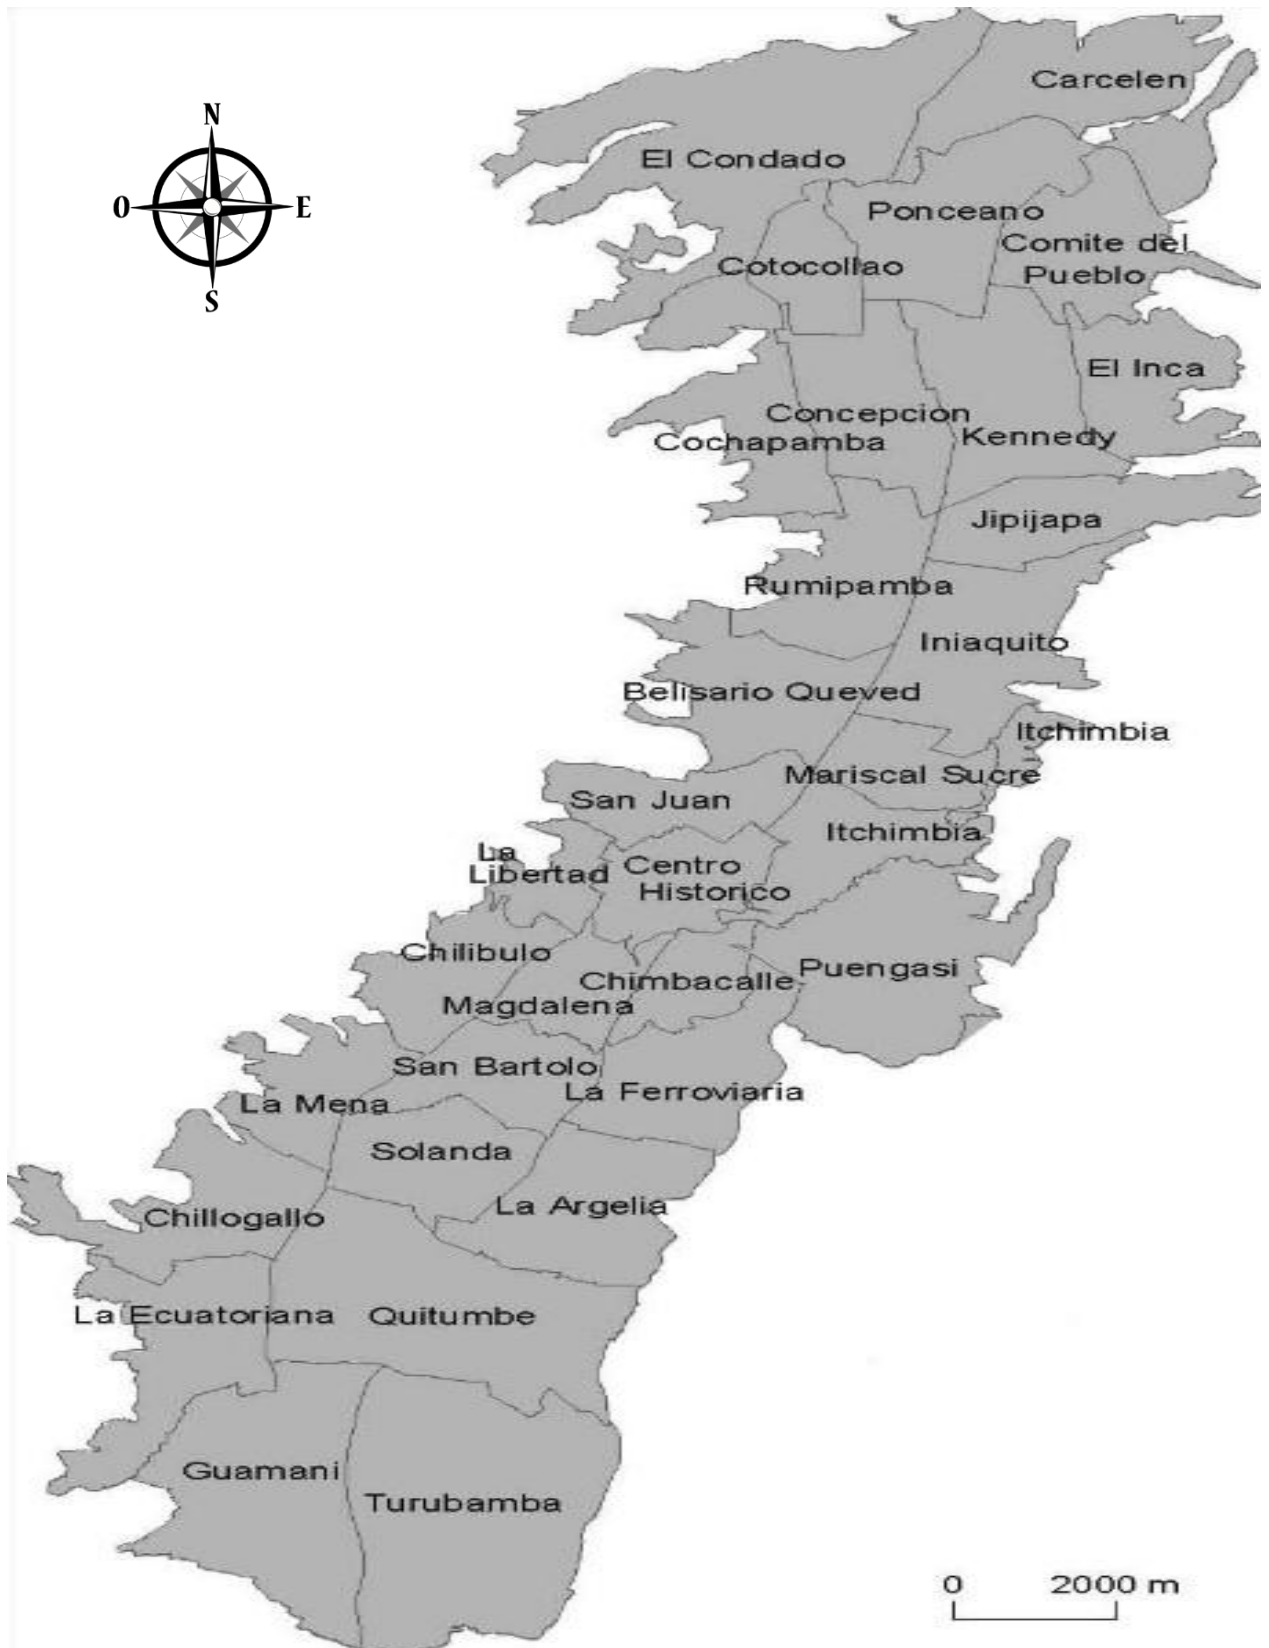 Carcelen
N
El Condado
O
E
Ponceano
Comite del
Pueblo
Cotocollao
S
El Inca
Concepcion
Kennedy
Cochapamba
Jipijapa
Rumipamba
Iniaquito
Belisario Queved
Itchimbia
Mariscal Sucre
San Juan
Itchimbia
La
Libertad
Centro
Historico
Chilibulo
Puengasi
Chimbacalle
Magdalena
San Bartolo
La Ferroviaria
La Mena
Solanda
La Argelia
Chillogallo
La Ecuatoriana
Quitumbe
Guamani
Turubamba
0 2000 m